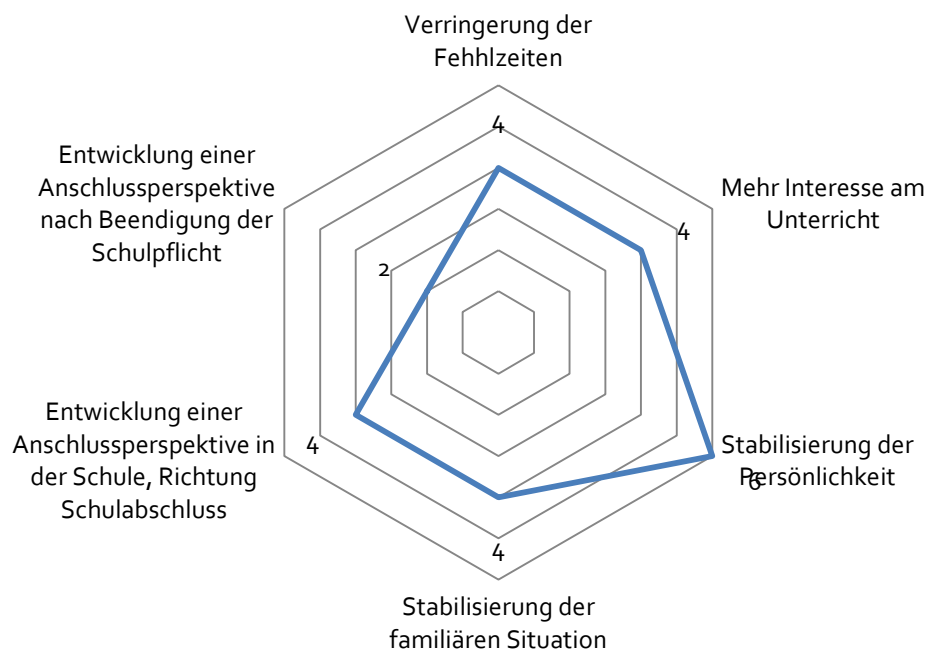 Verringerung der
Fehhlzeiten
4
Mehr Interesse am
Unterricht
4
Stabilisierung der
Persönlichkeit
6
Stabilisierung der
familiären Situation
4
Entwicklung einer
Anschlussperspektive in
der Schule, Richtung
Schulabschluss
4
Entwicklung einer
Anschlussperspektive
nach Beendigung der
Schulpflicht
2